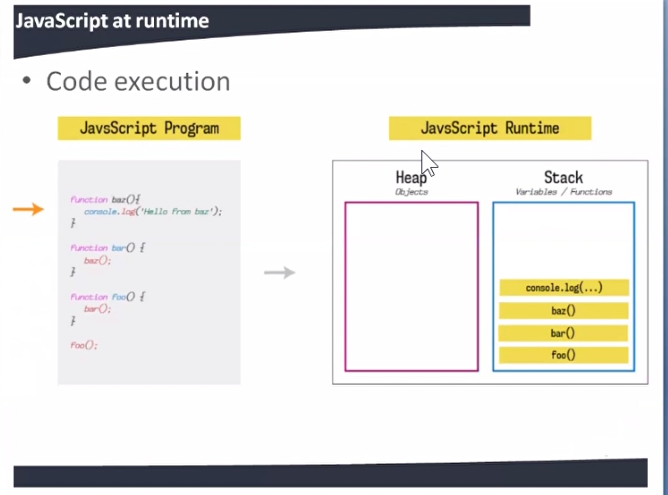 JavaScript at runtime
• Code execution
JavsScript Program
function baz(){
console.log('Hello from baz');
}
function bar() {
baz();
}
function foo() {
bar();
}
foo();
JavsScript Runtime
Heap
Objects
Stack
Variables / Functions
console.log(...)
baz()
bar()
foo()